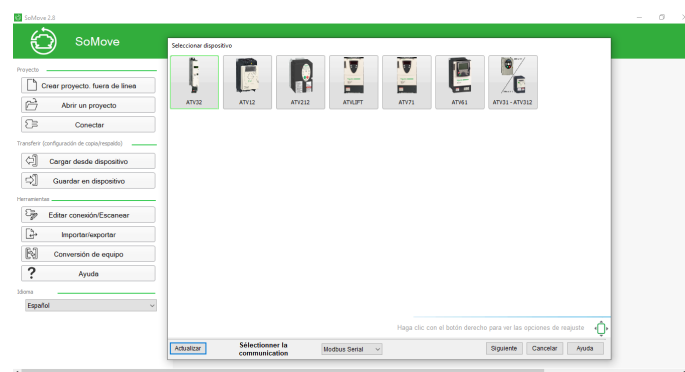 SoMove 2.8
SoMove
Proyecto
Crear proyecto. fuera de línea
Abrir un proyecto
Conectar
Transferir (configuración de copia/respaldo)
Cargar desde dispositivo
Guardar en dispositivo
Herramientas
Editar conexión/Escanear
Importar/exportar
Conversión de equipo
? Ayuda
Idioma
Español
Seleccionar dispositivo
ATV32
ATV12
ATV212
ATVLIFT
ATV71
ATV61
ATV31 - ATV312
Haga clic con el botón derecho para ver las opciones de reajuste
Actualizar
Sélectionner la
communication
Modbus Serial
Siguiente
Cancelar
Ayuda